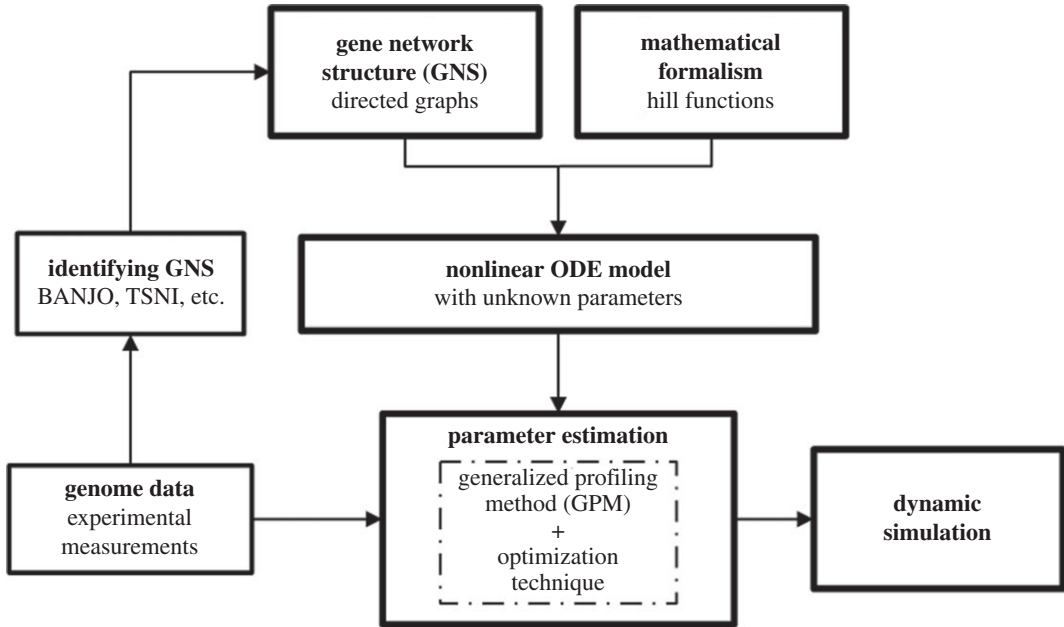 gene network
structure (GNS)
directed graphs
mathematical
formalism
hill functions
identifying GNS
BANJO, TSNI, etc.
nonlinear ODE model
with unknown parameters
genome data
experimental
measurements
parameter estimation
generalized profiling
method (GPM)
+
optimization
technique
dynamic
simulation